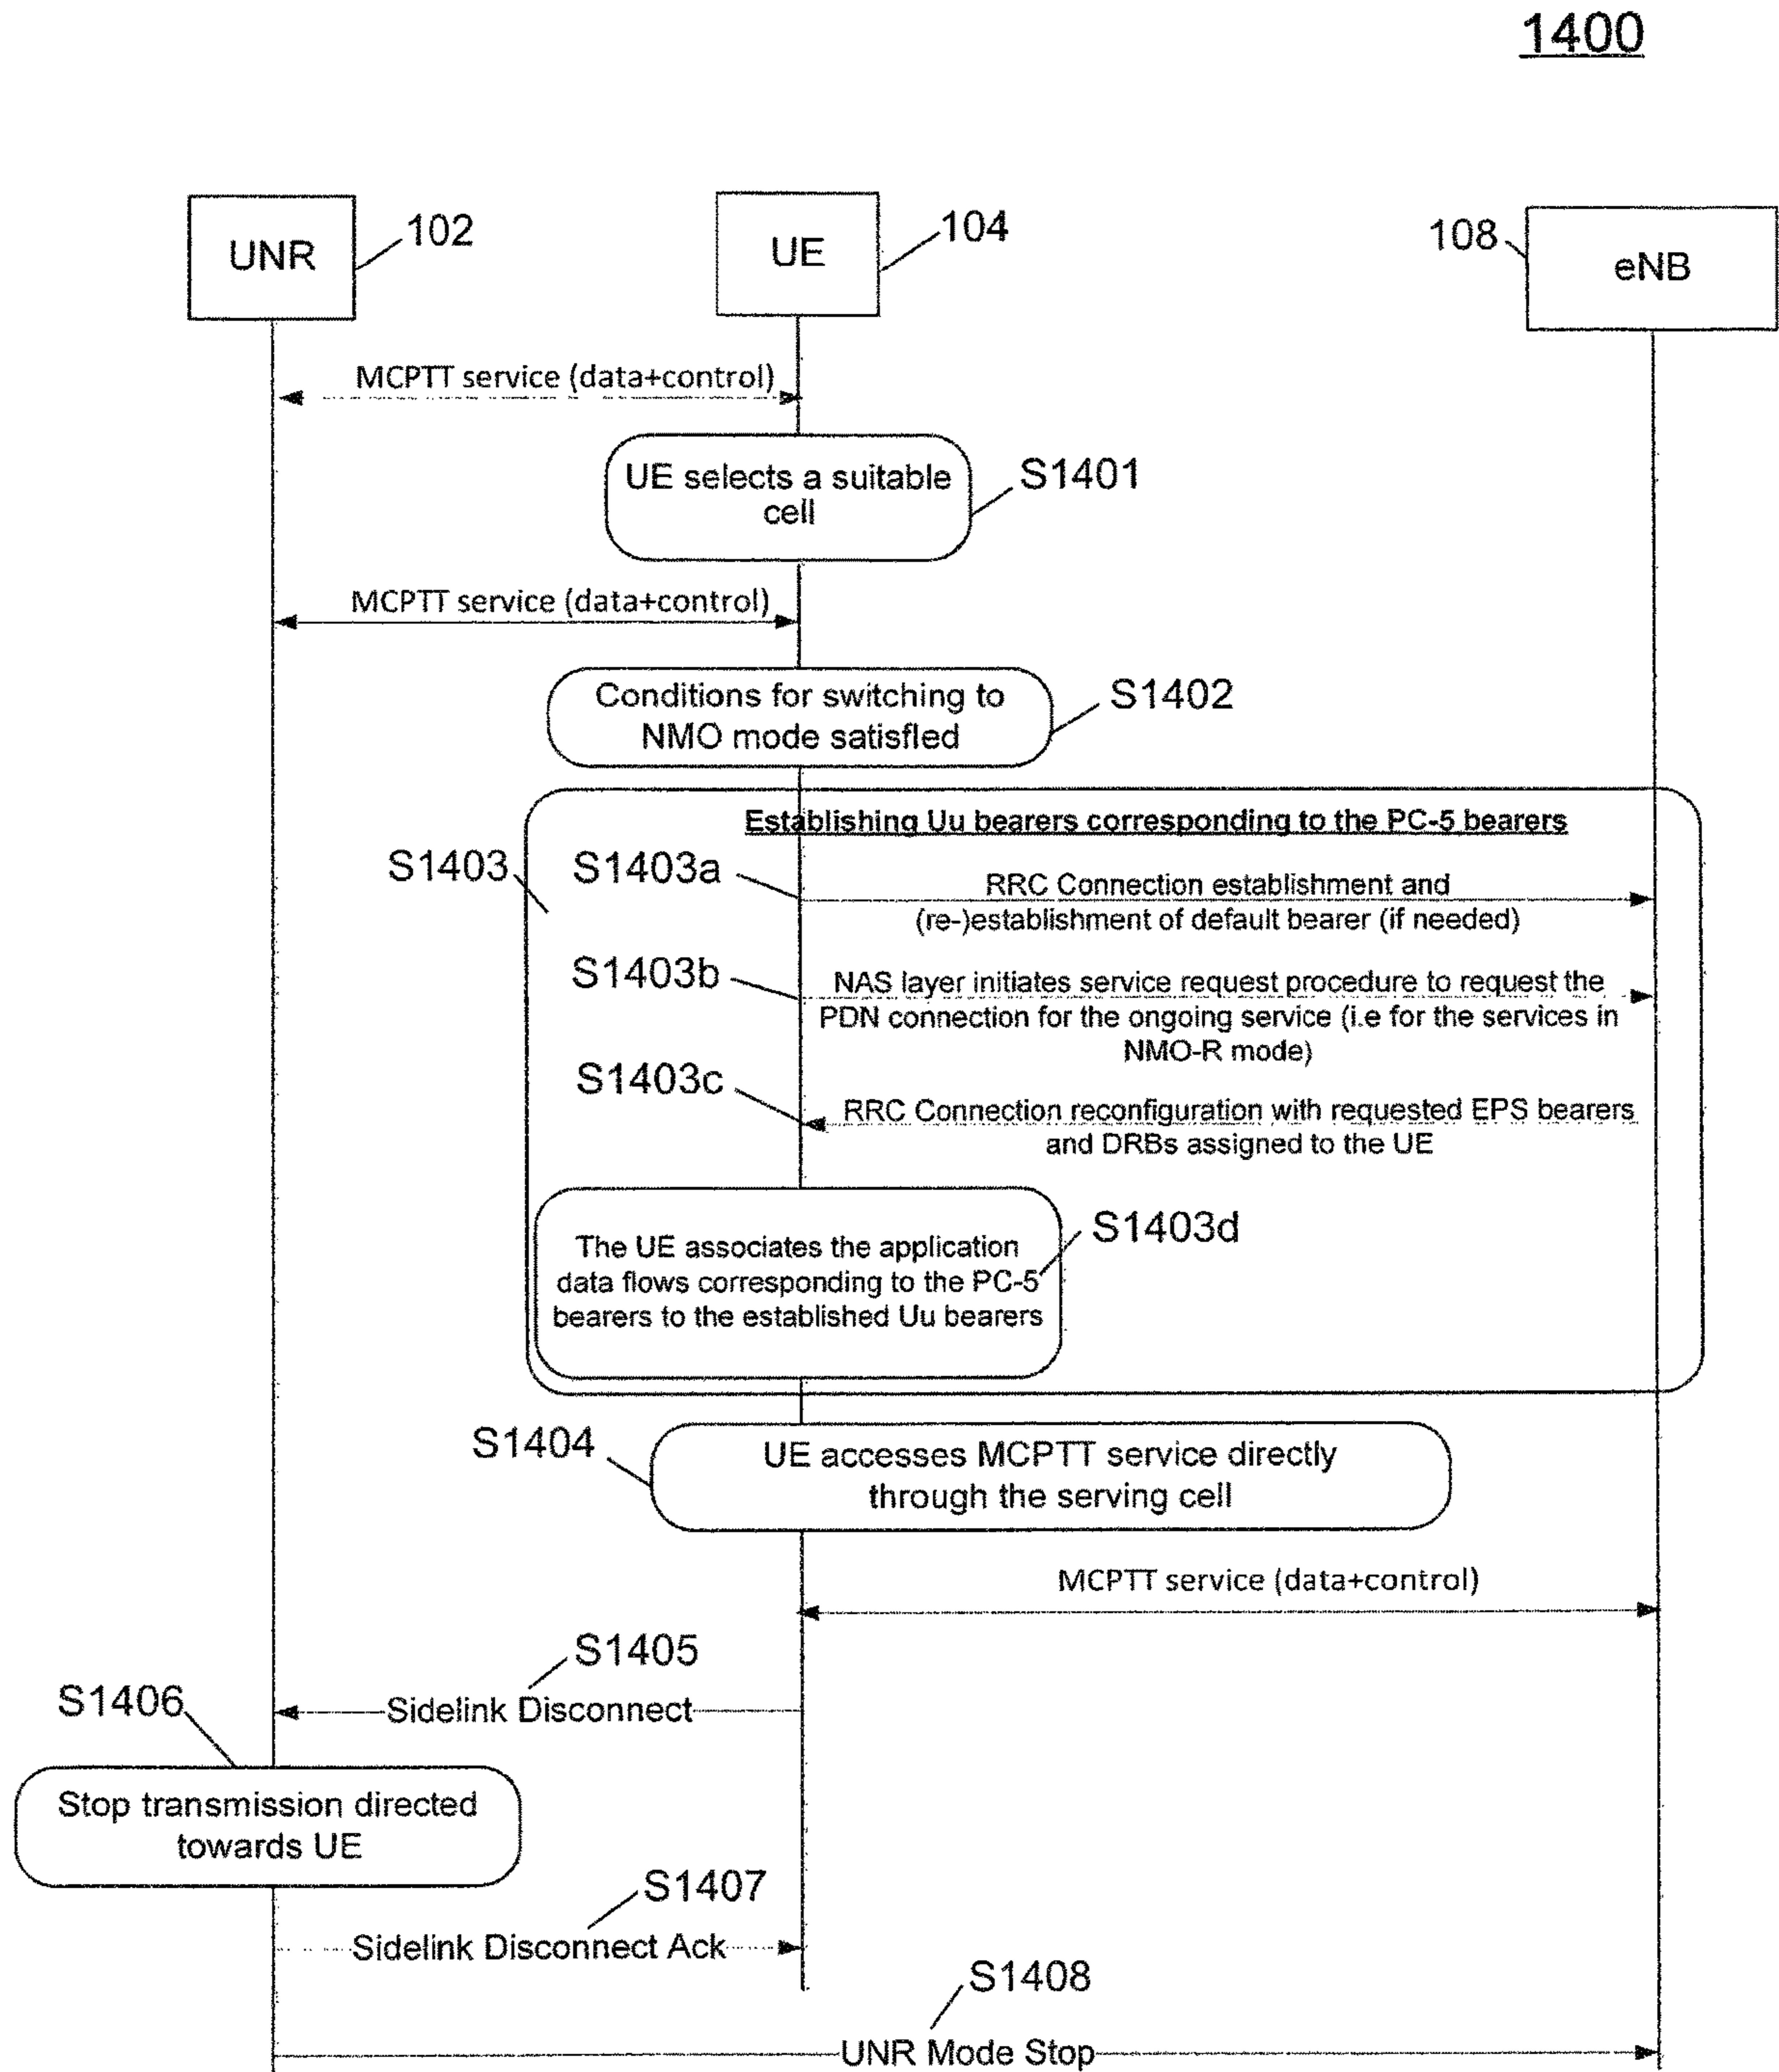 1400
UNR
102
UE
104
108
eNB
MCPTT service (data+control)
UE selects a suitable
cell
S1401
MCPTT service (data+control)
Conditions for switching to
NMO mode satisfied
S1402
Establishing Uu bearers corresponding to the PC-5 bearers
S1403
S1403a
RRC Connection establishment and
(re-)establishment of default bearer (if needed)
S1403b
NAS layer initiates service request procedure to request the
PDN connection for the ongoing service (i.e for the services in
NMO-R mode)
S1403c
RRC Connection reconfiguration with requested EPS bearers
and DRBs assigned to the UE
The UE associates the application
data flows corresponding to the PC-5
bearers to the established Uu bearers
S1403d
S1404
UE accesses MCPTT service directly
through the serving cell
MCPTT service (data+control)
S1405
Sidelink Disconnect
S1406
Stop transmission directed
towards UE
S1407
Sidelink Disconnect Ack
S1408
UNR Mode Stop